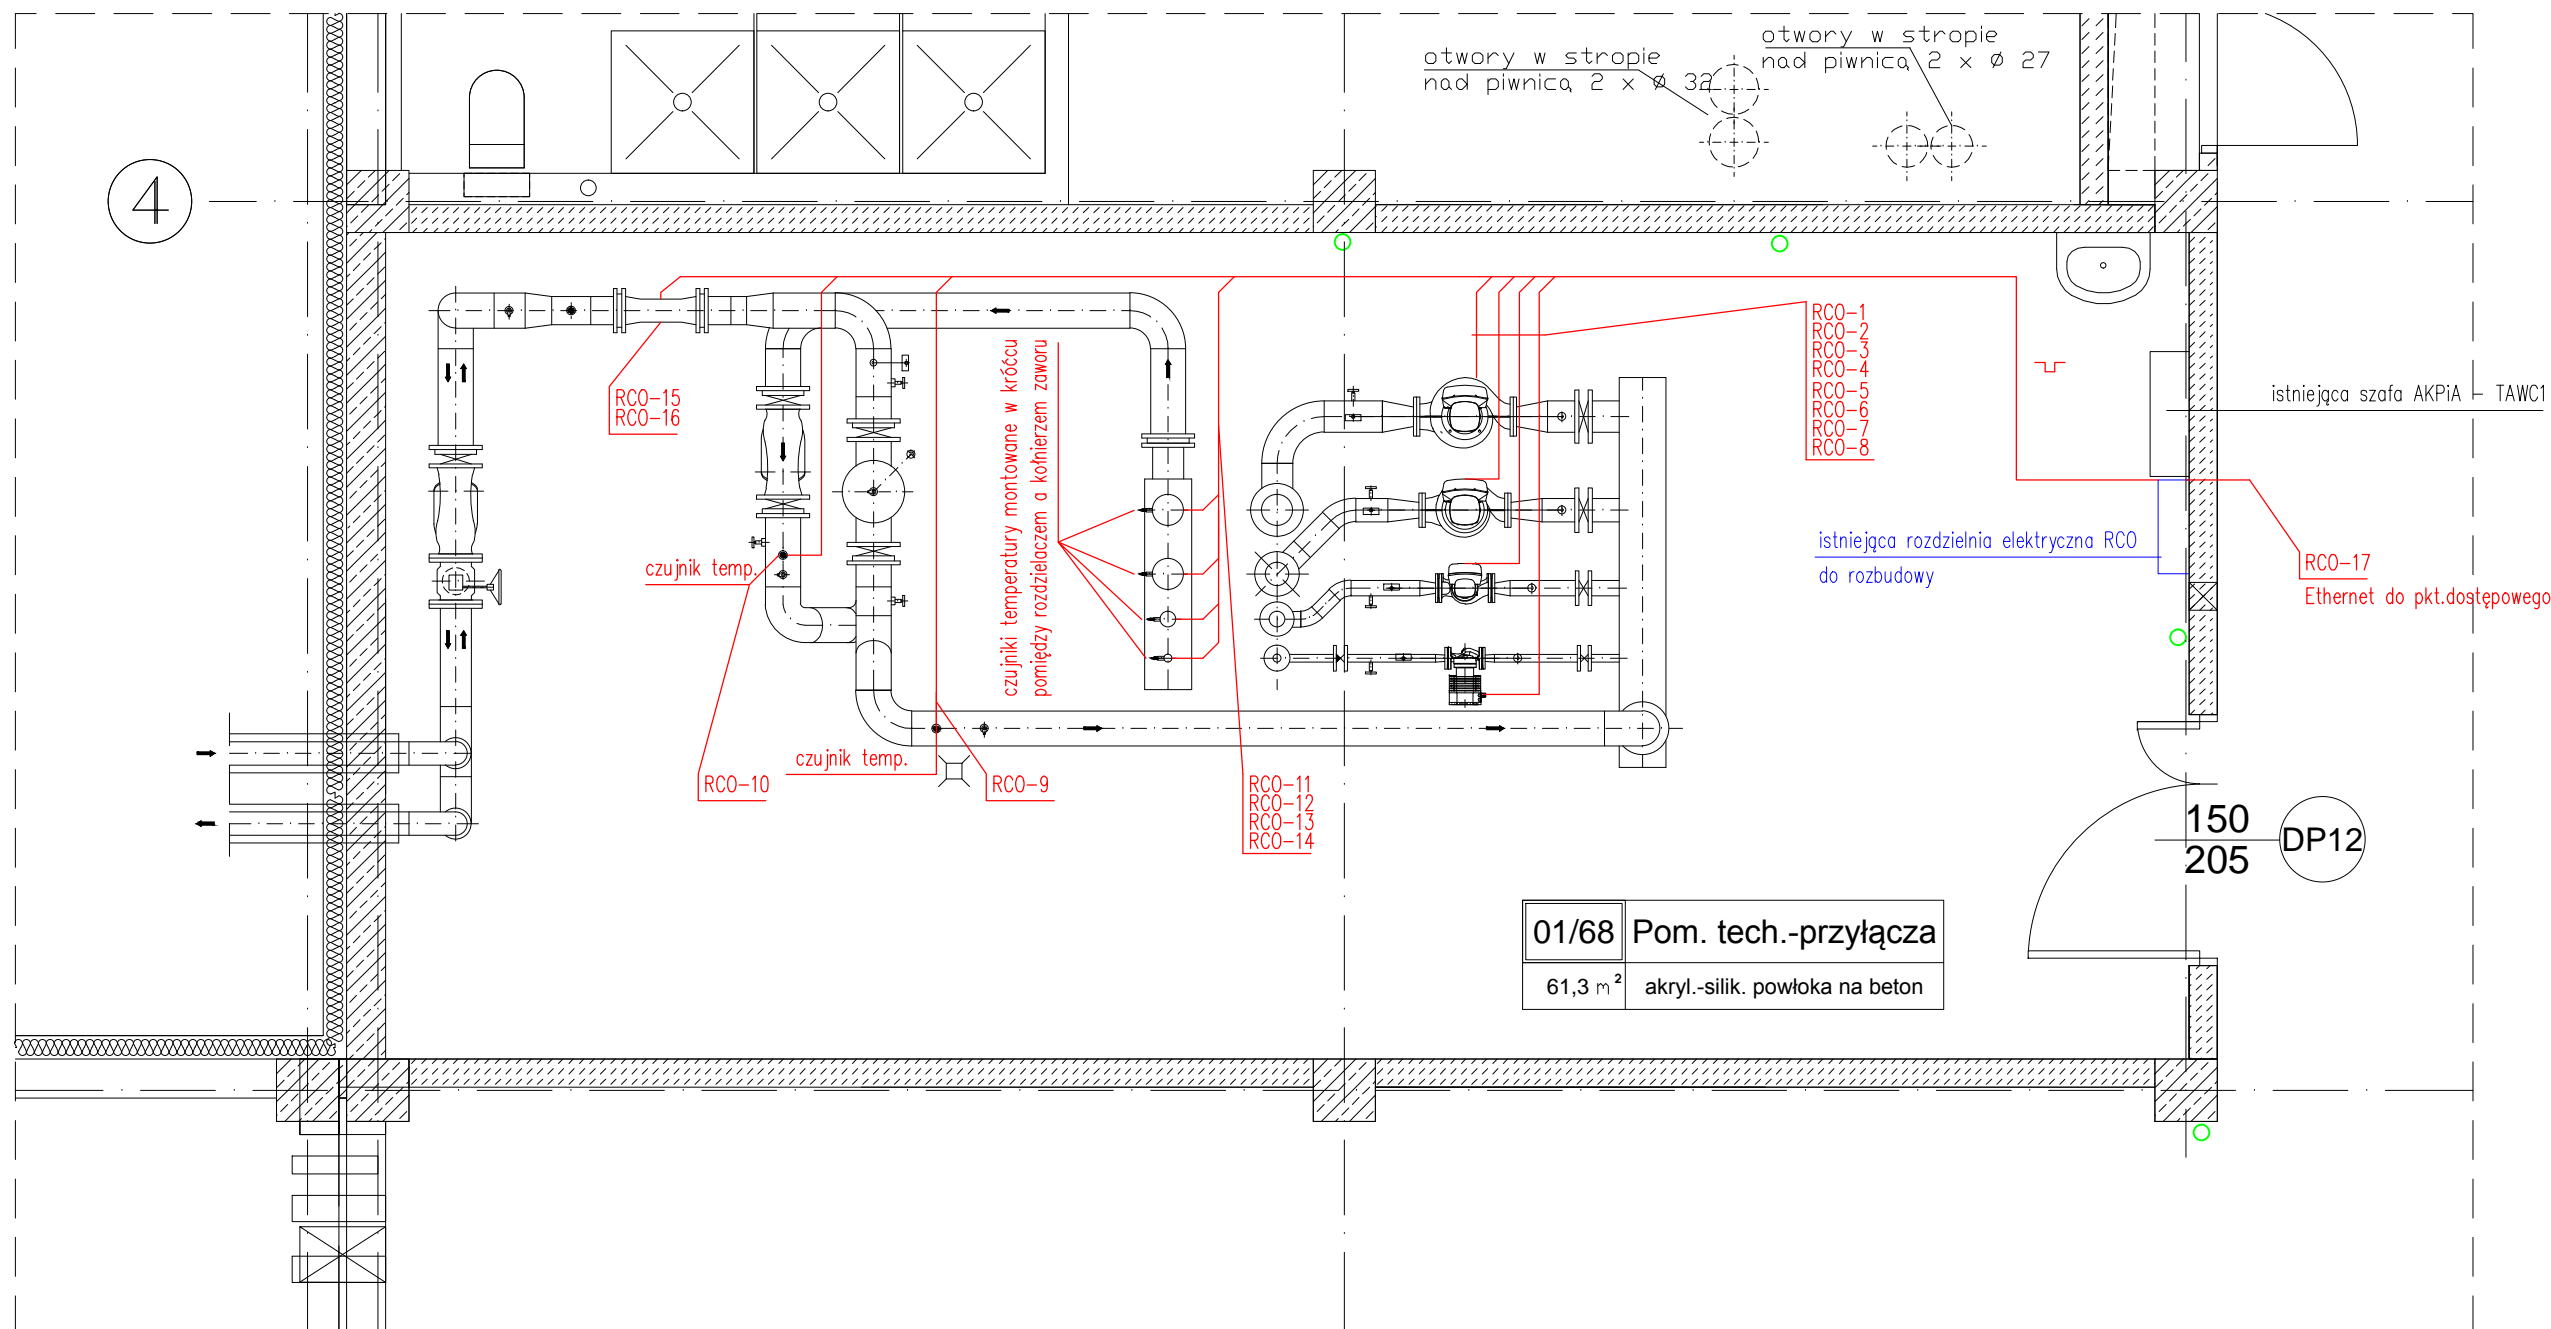 otwory w stropie
nad piwnicą 2 x ø 32
otwory w stropie
nad piwnicą 2 x ø 27
4
RCO-1
RCO-2
RCO-3
RCO-4
RCO-5
RCO-6
RCO-7
RCO-8
RCO-15
RCO-16
istniejąca szafa AKPiA - TAWC1
czujniki temperatury montowane w króćcu
pomiędzy rozdzielaczem a kołnierzem zaworu
istniejąca rozdzielnia elektryczna RCO
do rozbudowy
czujnik temp.
RCO-17
Ethernet do pkt.dostępowego
czujnik temp.
RCO-10
RCO-9
RCO-11
RCO-12
RCO-13
RCO-14
150
205
DP12
01/68 Pom. tech.-przyłącza
61,3 m² akryl.-silik. powłoka na beton